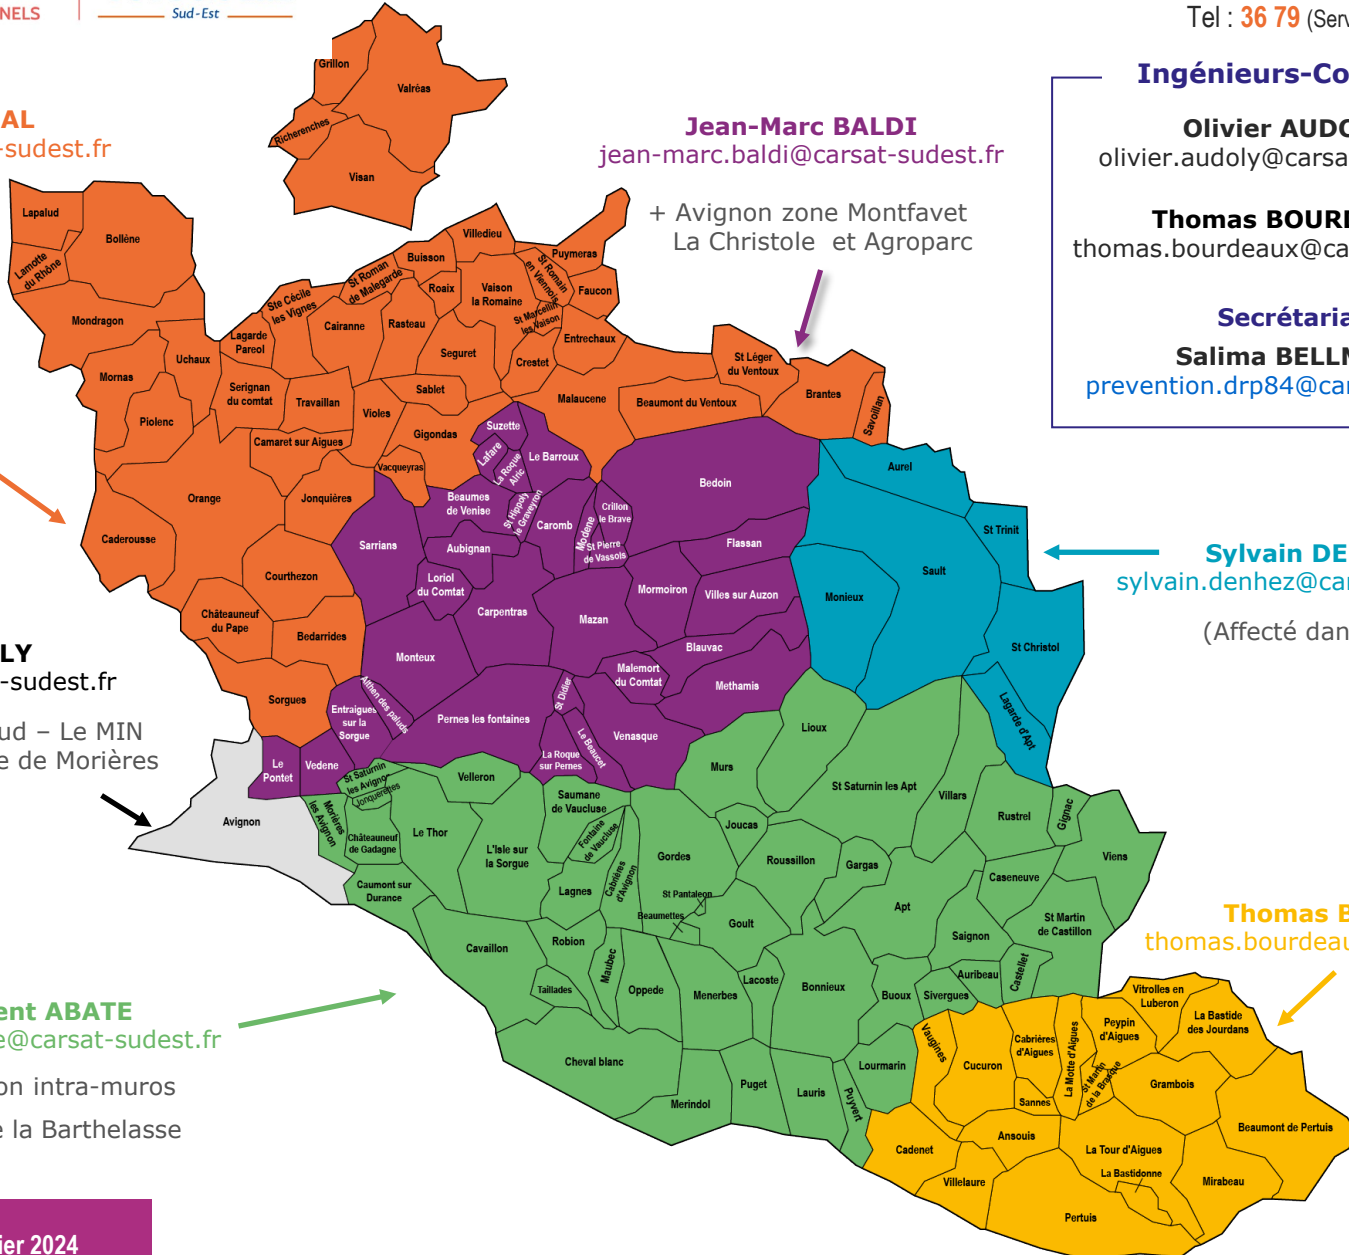 NELS
Sud-Est
Tel : 36 79 (Serv
Ingénieurs-Co
Olivier AUDO
olivier.audoly@carsa
Thomas BOURD
thomas.bourdeaux@ca
Secrétaria
Salima BELLM
prevention.drp84@car
AL
-sudest.fr
Jean-Marc BALDI
jean-marc.baldi@carsat-sudest.fr
+ Avignon zone Montfavet
La Christole et Agroparc
Grillon
Valréas
Richerenches
Visan
Lapalud
Bollène
Lamotte
du Rhône
Mondragon
Mornas
Uchaux
Piolenc
Lagarde
Pareol
Ste Cécile
les Vignes
St Roman
de Malegarde
Buisson
Villedieu
Puymeras
St Romain
en Viennois
Faucon
Roaix
Vaison
la Romaine
St Marcellin
les Vaison
Cairanne
Rasteau
Seguret
Crestet
Entrechaux
Serignan
du comtat
Travaillan
Violes
Sablet
Malaucene
Beaumont du Ventoux
St Léger
du Ventoux
Brantes
Savoillan
Camaret sur Aigues
Gigondas
Vacqueyras
Orange
Jonquiéres
Caderousse
Courthezon
Châteauneuf
du Pape
Bedarrides
Sorgues
Suzette
Lafare
La Roque
Alric
Le Barroux
Beaumes
de Venise
St Hippoly
le Graveyron
Caromb
Modene
Crillon
le Brave
St Pierre
de Vassols
Bedoin
Flassan
Sarrians
Aubignan
Loriol
du Comtat
Carpentras
Mazan
Mormoiron
Villes sur Auzon
Blauvac
Malemort
du Comtat
Methamis
Monteux
Althen des paluds
Entraigues
sur la
Sorgue
Pernes les fontaines
St Didier
Le Beaucet
Venasque
La Roque
sur Pernes
Le
Pontet
Vedene
Aurel
St Trinit
Sault
Monieux
St Christol
Lagarde d'Apt
Sylvain DE
sylvain.denhez@car
(Affecté dan
LY
-sudest.fr
ud – Le MIN
e de Morières
Avignon
St Saturnin
les Avignon
Jonquerettes
Morières
les Avignon
Châteauneuf
de Gadagne
Caumont sur
Durance
Velleron
Le Thor
L'Isle sur
la Sorgue
Saumane
de Vaucluse
Fontaine
de Vaucluse
Lagnes
Cabrières
d'Avignon
Gordes
St Pantaleon
Beaumettes
Goult
Murs
Joucas
Roussillon
Lioux
St Saturnin les Apt
Villars
Gargas
Rustrel
Gignac
Viens
Caseneuve
Apt
Saignon
St Martin
de Castillon
Auribeau
Castellet
Cavaillon
Robion
Taillades
Maubec
Oppede
Menerbes
Lacoste
Bonnieux
Buoux
Sivergues
Cheval blanc
Merindol
Puget
Lauris
Puyvert
Lourmarin
ent ABATE
e@carsat-sudest.fr
on intra-muros
e la Barthelasse
Thomas B
thomas.bourdeau
Vaugines
Cucuron
Cabrières
d'Aigues
La Motte d'Aigues
Peypin
d'Aigues
St Martin
de la Brasque
Vitrolles en
Luberon
La Bastide
des Jourdans
Grambois
Sannes
Ansouis
Cadenet
Villelaure
La Tour d'Aigues
La Bastidonne
Beaumont de Pertuis
Mirabeau
Pertuis
ier 2024